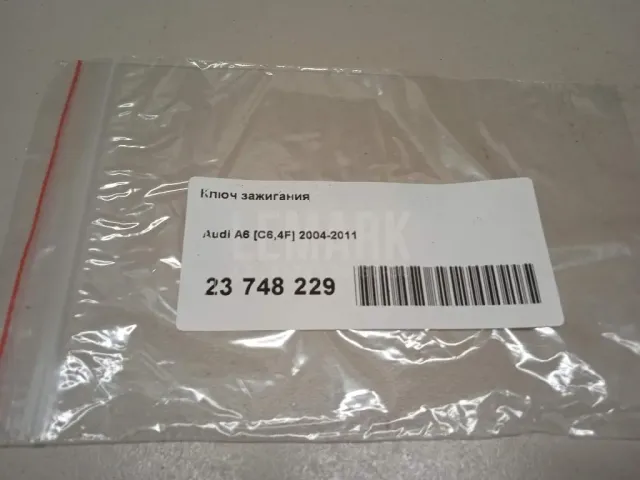 Ключ зажигания
LEMARK
Audi A6 [C6,4F] 2004-2011
23 748 229